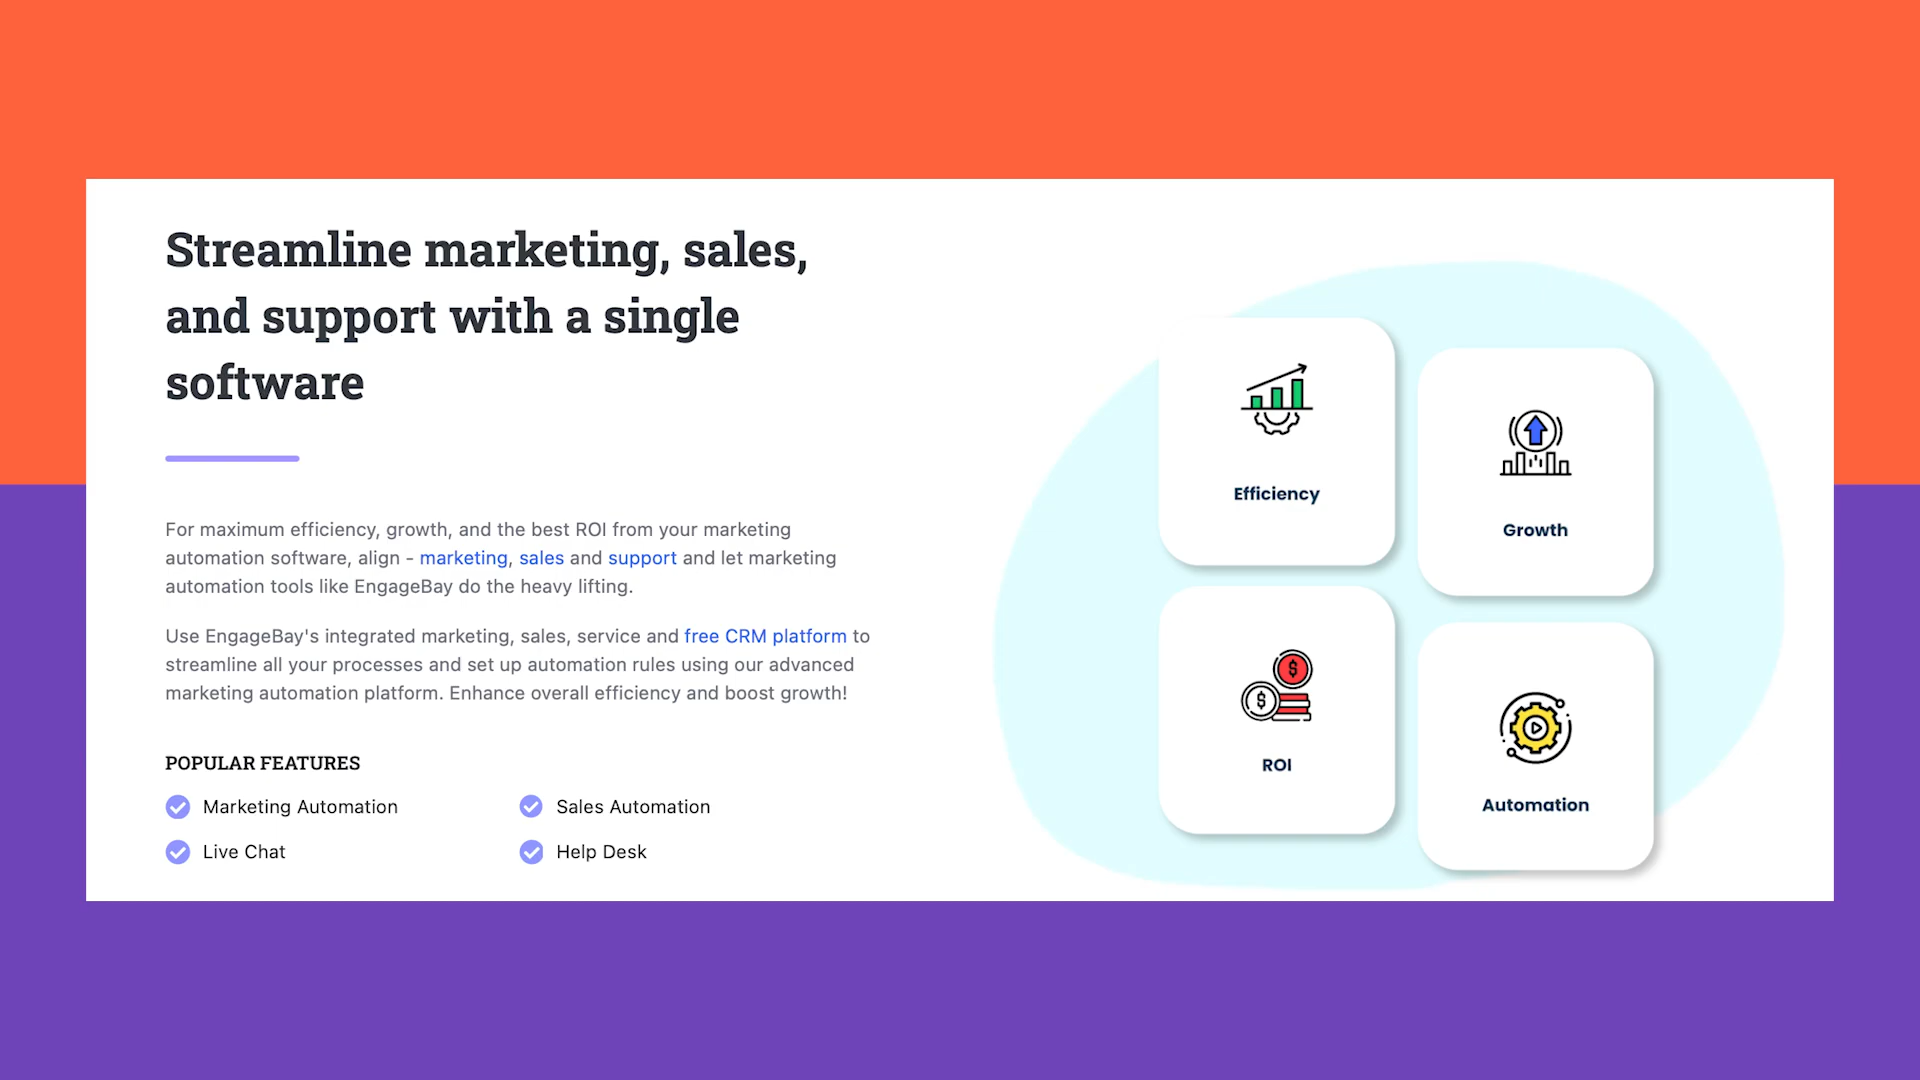 Streamline marketing, sales,
and support with a single
software
For maximum efficiency, growth, and the best ROI from your marketing
automation software, align - marketing, sales and support and let marketing
automation tools like EngageBay do the heavy lifting.
Use EngageBay's integrated marketing, sales, service and free CRM platform to
streamline all your processes and set up automation rules using our advanced
marketing automation platform. Enhance overall efficiency and boost growth!
POPULAR FEATURES
Marketing Automation
Sales Automation
Live Chat
Help Desk
Efficiency
Growth
$
$
ROI
Automation